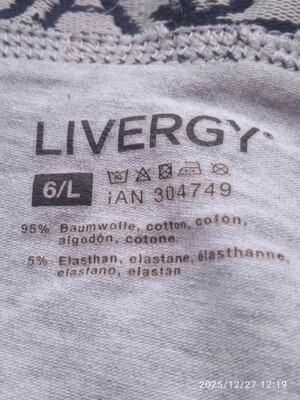 LIVERGY®
6/L
IAN 304749
95% Baumwolle, cotton, coton,
algodón, cotone
5% Elasthan, elastane, élasthanne,
elastano, elastan
2025/12/27 12:19